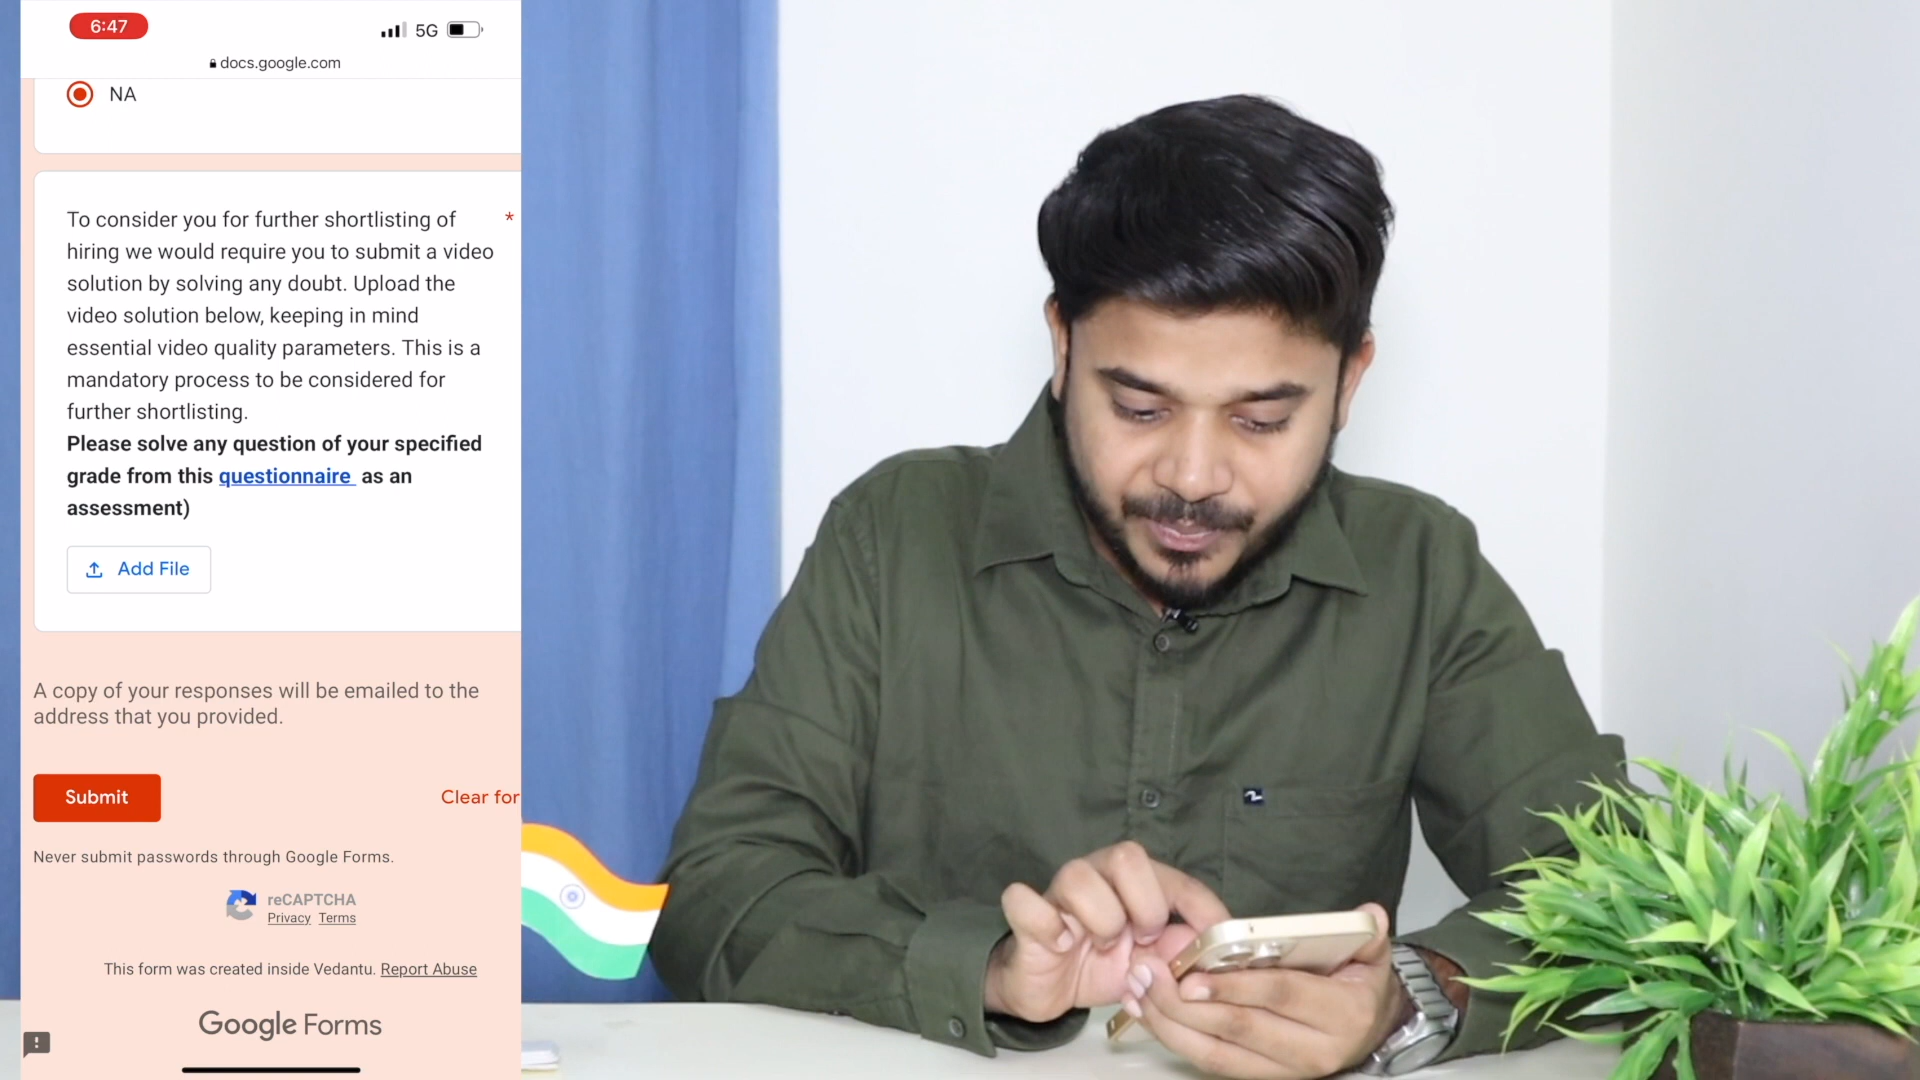 6:47
5G
docs.google.com
NA
To consider you for further shortlisting of *
hiring we would require you to submit a video
solution by solving any doubt. Upload the
video solution below, keeping in mind
essential video quality parameters. This is a
mandatory process to be considered for
further shortlisting.
Please solve any question of your specified
grade from this questionnaire as an
assessment)
Add File
A copy of your responses will be emailed to the
address that you provided.
Submit
Clear for
Never submit passwords through Google Forms.
reCAPTCHA
Privacy Terms
This form was created inside Vedantu. Report Abuse
Google Forms